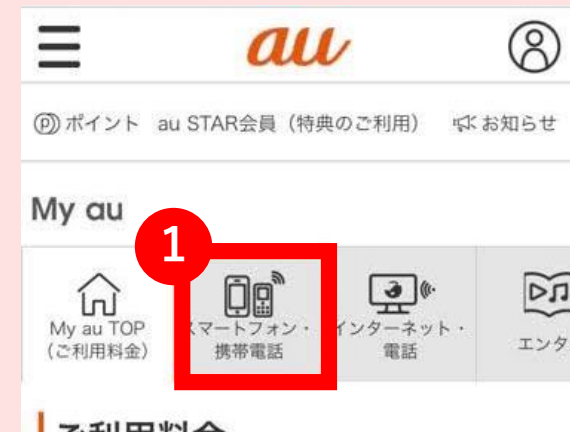 au
ポイント au STAR会員（特典のご利用） お知らせ
My au
1
My au TOP
（ご利用料金）
スマートフォン・
携帯電話
インターネット・
電話
エンタ
ご利用料金